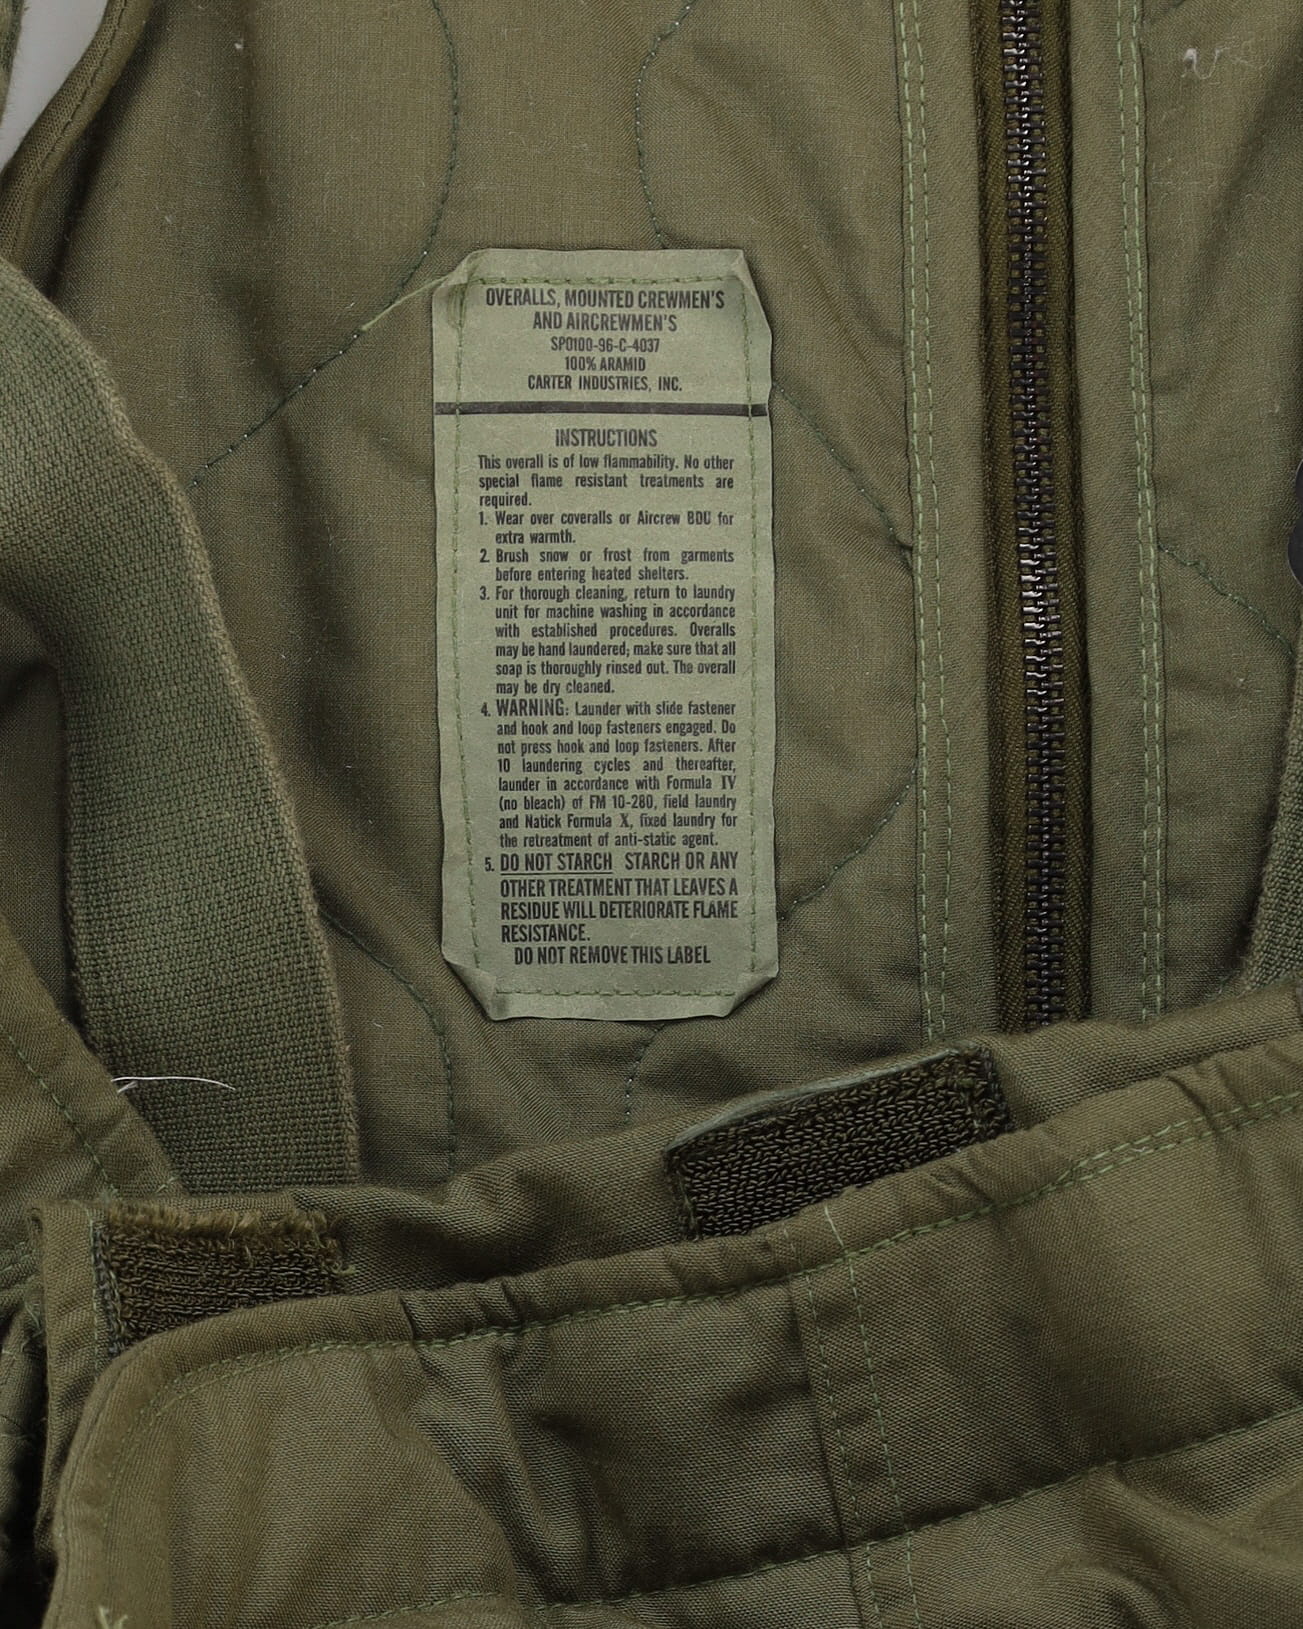 OVERALLS, MOUNTED CREWMEN'S
AND AIRCREWMEN'S
SPO100-96-C-4037
100% ARAMID
CARTER INDUSTRIES, INC.
INSTRUCTIONS
This overall is of low flammability. No other
special flame resistant treatments are
required.
1. Wear over coveralls or Aircrew BDU for
extra warmth.
2. Brush snow or frost from garments
before entering heated shelters.
3. For thorough cleaning, return to laundry
unit for machine washing in accordance
with established procedures. Overalls
may be hand laundered; make sure that all
soap is thoroughly rinsed out. The overall
may be dry cleaned.
4. WARNING: Launder with slide fastener
and hook and loop fasteners engaged. Do
not press hook and loop fasteners. After
10 laundering cycles and thereafter,
launder in accordance with Formula IV
(no bleach) of FM 10-280, field laundry
and Natick Formula X, fixed laundry for
the retreatment of anti-static agent.
5. DO NOT STARCH STARCH OR ANY
OTHER TREATMENT THAT LEAVES A
RESIDUE WILL DETERIORATE FLAME
RESISTANCE.
DO NOT REMOVE THIS LABEL